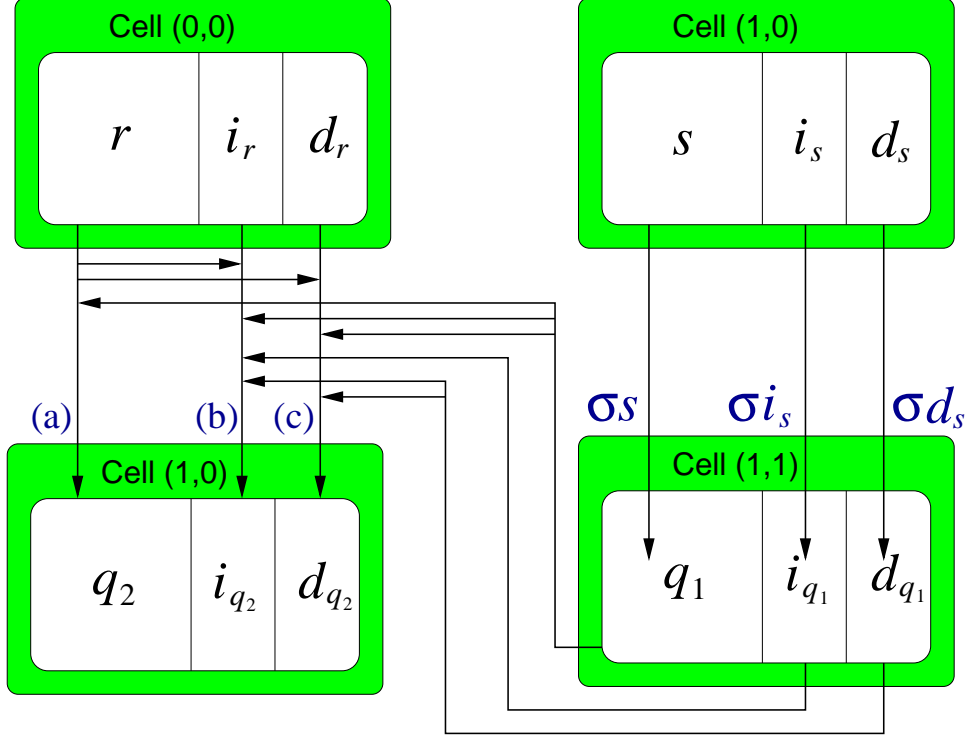 Cell (0,0)
Cell (1,0)
r i_r d_r
s i_s d_s
(a) (b) (c)
σs σi_s σd_s
Cell (1,0)
Cell (1,1)
q_2 i_{q_2} d_{q_2}
q_1 i_{q_1} d_{q_1}